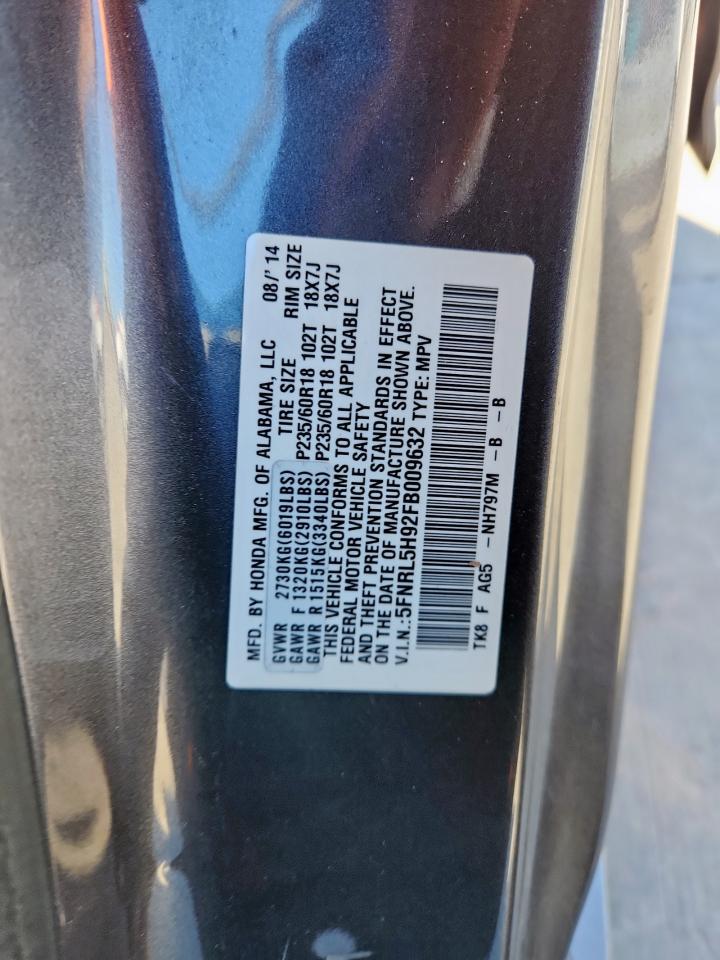 MFD. BY HONDA MFG. OF ALABAMA, LLC 08/' 14
GVWR 2730KG(6019LBS) TIRE SIZE RIM SIZE
GAWR F 1320KG(2910LBS) P235/60R18 102T 18X7J
GAWR R 1515KG(3340LBS) P235/60R18 102T 18X7J
THIS VEHICLE CONFORMS TO ALL APPLICABLE
FEDERAL MOTOR VEHICLE SAFETY
AND THEFT PREVENTION STANDARDS IN EFFECT
ON THE DATE OF MANUFACTURE SHOWN ABOVE.
V.I.N.:5FNRL5H92FB009632 TYPE:MPV
TK8 F AG5 -NH797M -B -B